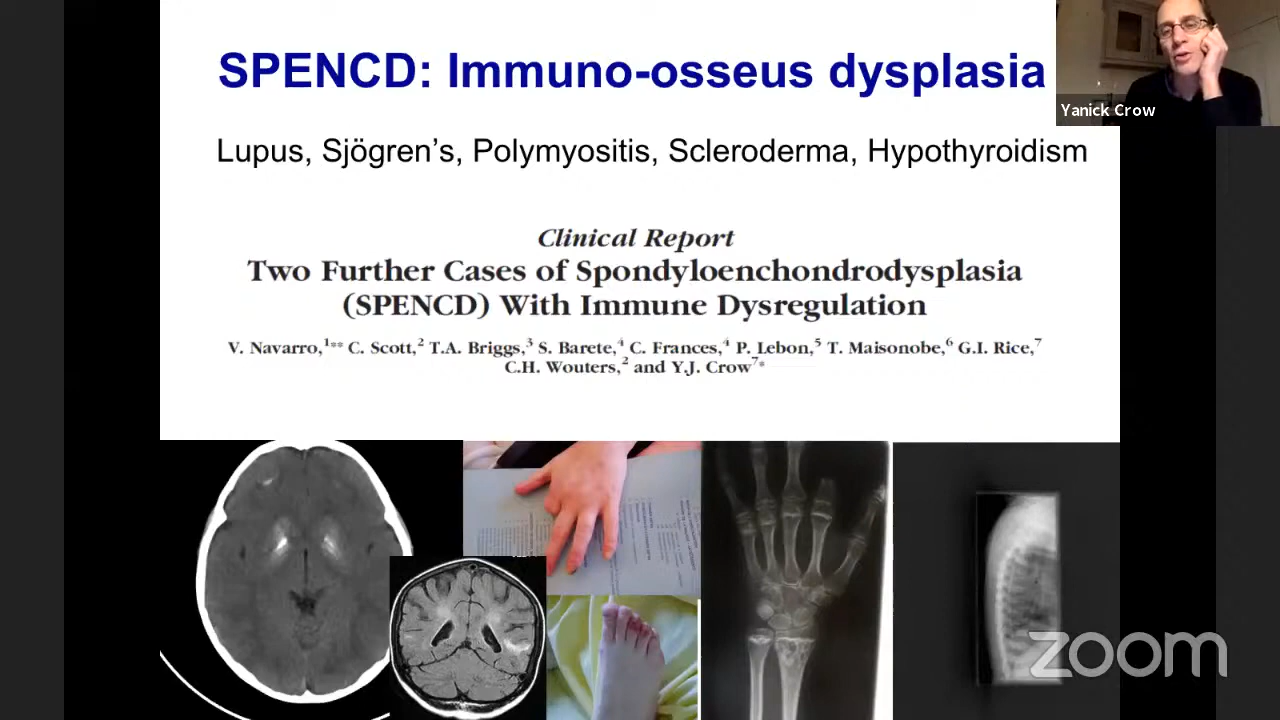 SPENCD: Immuno-osseus dysplasia
Yanick Crow
Lupus, Sjögren's, Polymyositis, Scleroderma, Hypothyroidism
Clinical Report
Two Further Cases of Spondyloenchondrodysplasia
(SPENCD) With Immune Dysregulation
V. Navarro,1** C. Scott,2 T.A. Briggs,3 S. Barete,4 C. Frances,4 P. Lebon,5 T. Maisonobe,6 G.I. Rice,7
C.H. Wouters,2 and Y.J. Crow7*
zoom